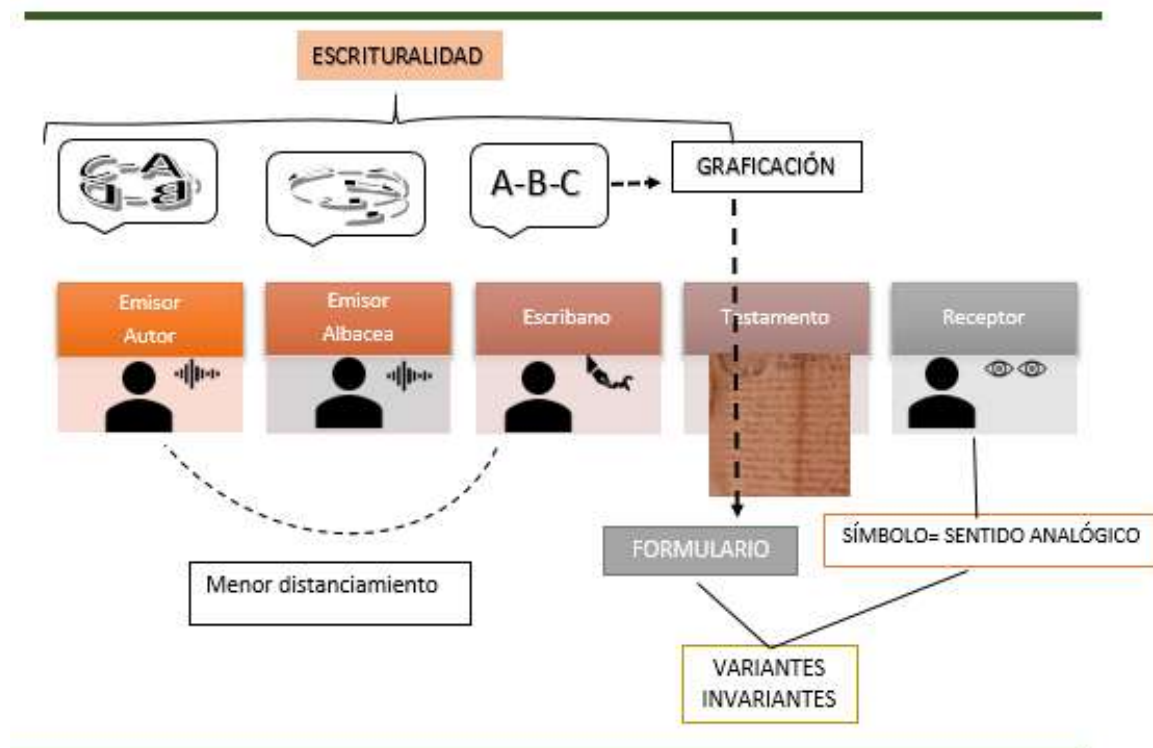 ESCRITURALIDAD
A-B-C
GRAFICACIÓN
Emisor
Autor
Emisor
Albacea
Escribano
Testamento
Receptor
FORMULARIO
SÍMBOLO= SENTIDO ANALÓGICO
Menor distanciamiento
VARIANTES
INVARIANTES